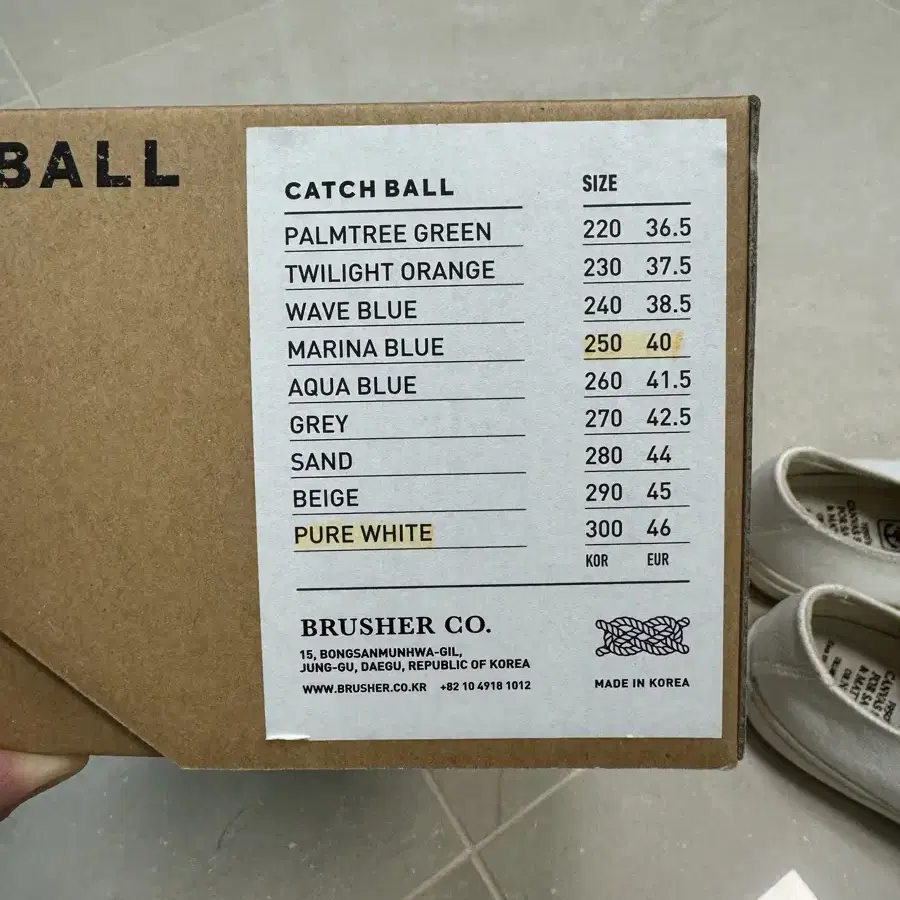 BALL
CATCH BALL
PALMTREE GREEN
TWILIGHT ORANGE
WAVE BLUE
MARINA BLUE
AQUA BLUE
GREY
SAND
BEIGE
PURE WHITE
SIZE
220 36.5
230 37.5
240 38.5
250 40
260 41.5
270 42.5
280 44
290 45
300 46
KOR EUR
BRUSHER CO.
15, BONGSANMUNHWA-GIL,
JUNG-GU, DAEGU, REPUBLIC OF KOREA
WWW.BRUSHER.CO.KR +82 10 4918 1012
MADE IN KOREA